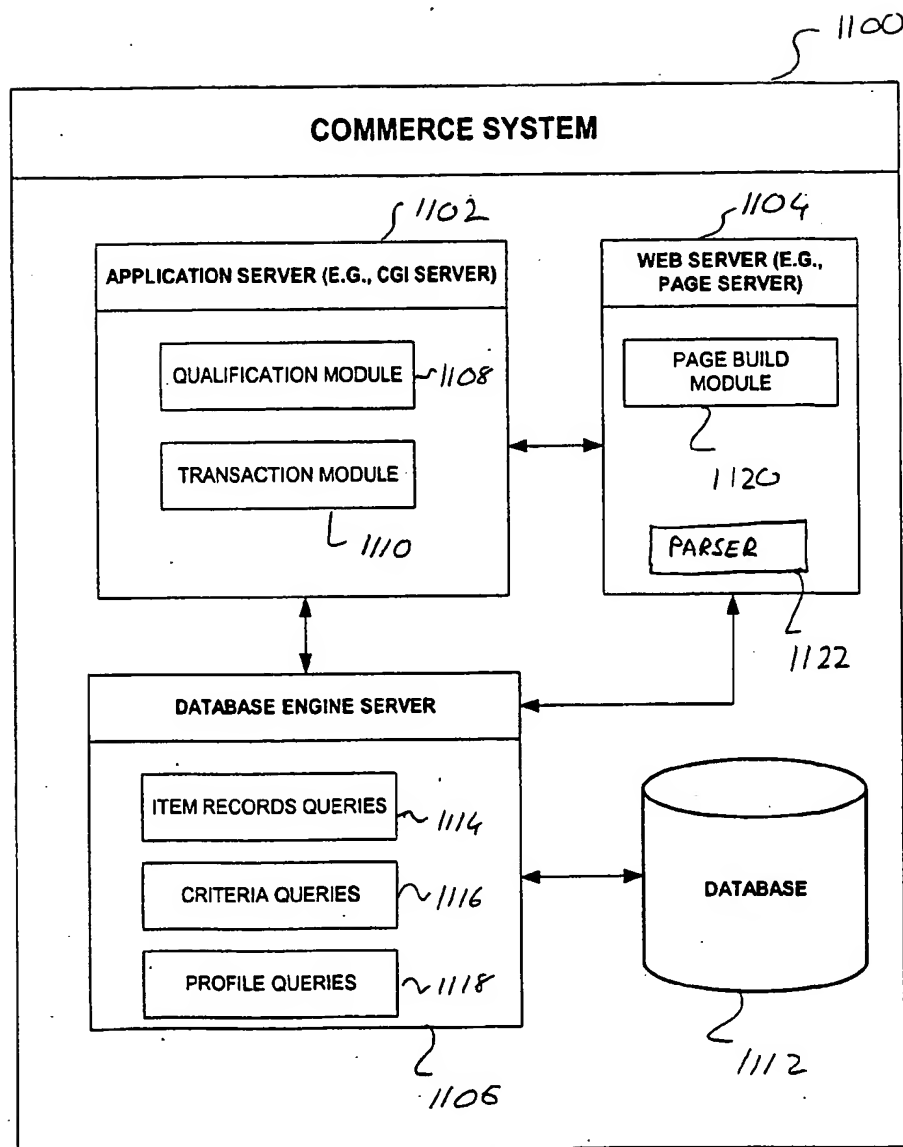 1100
COMMERCE SYSTEM
1102
1104
APPLICATION SERVER (E.G., CGI SERVER)
WEB SERVER (E.G.,
PAGE SERVER)
QUALIFICATION MODULE
1108
PAGE BUILD
MODULE
TRANSACTION MODULE
1120
1110
PARSER
1122
DATABASE ENGINE SERVER
ITEM RECORDS QUERIES
1114
CRITERIA QUERIES
1116
DATABASE
PROFILE QUERIES
1118
1112
1106